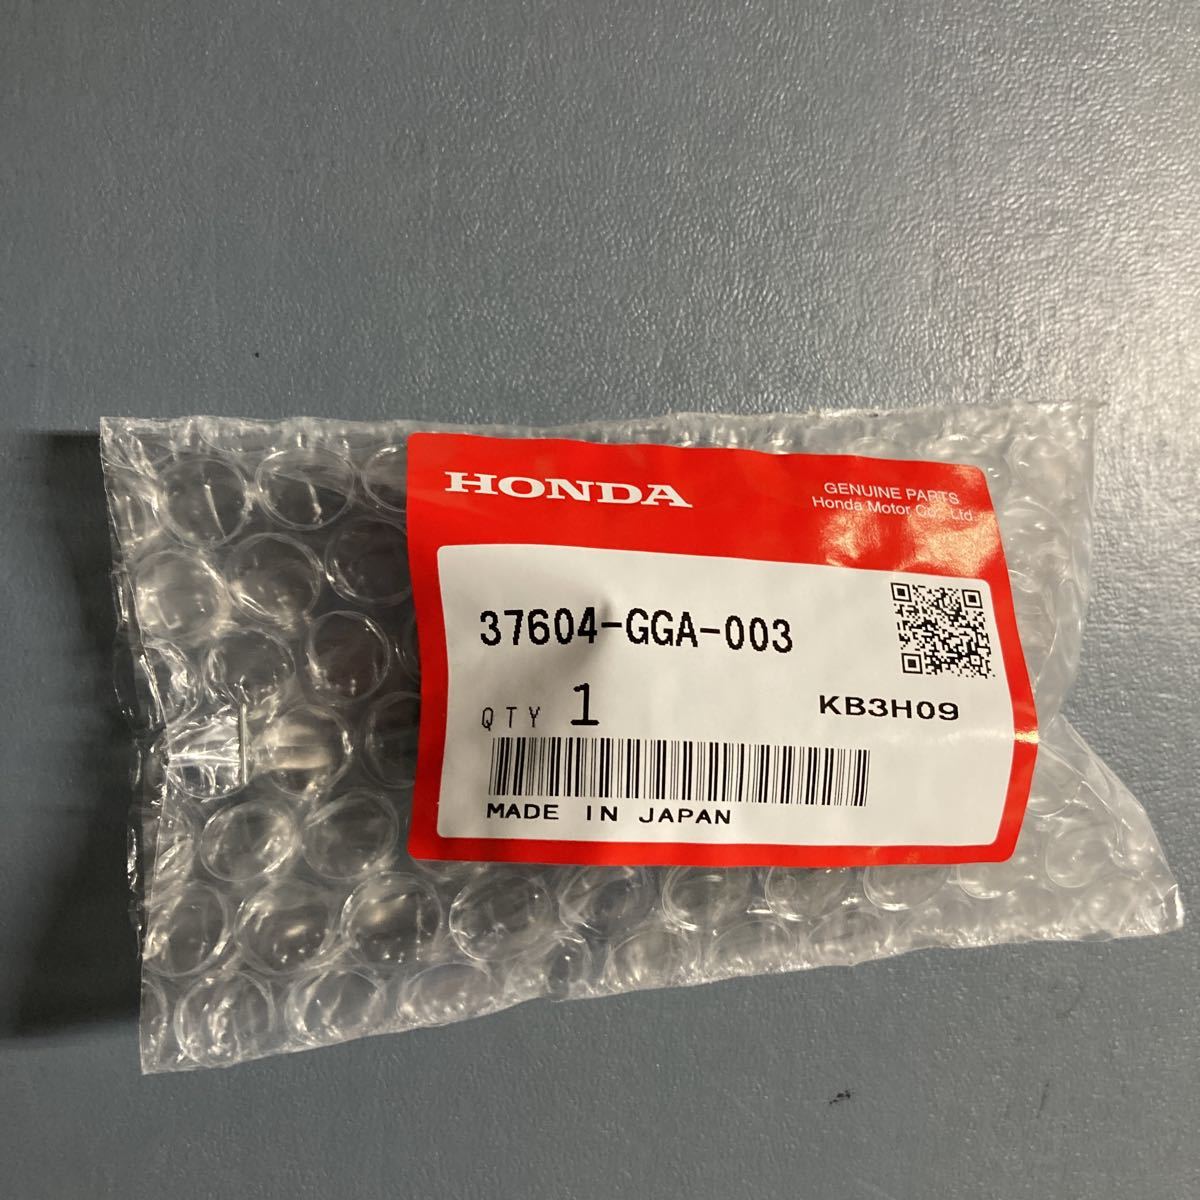 HONDA
GENUINE PARTS
Honda Motor Co., Ltd.
37604-GGA-003
QTY 1
KB3H09
MADE IN JAPAN